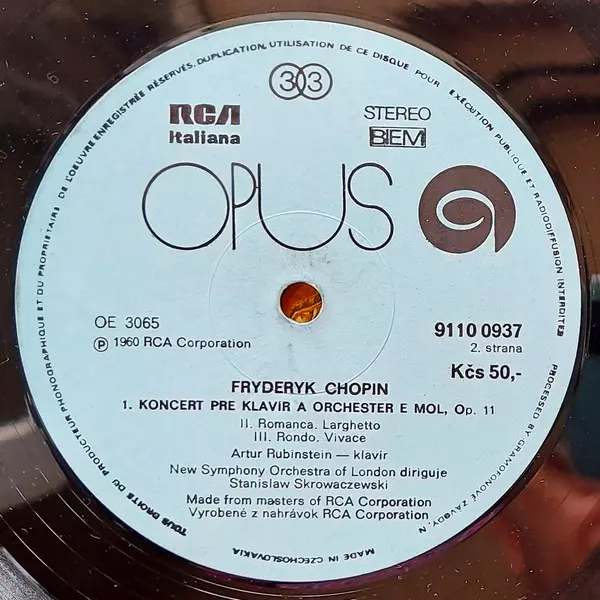 TOUS DROITS DU PRODUCTEUR PHONOGRAPHIQUE ET DU PROPRIETAIRE DE L'OEUVRE ENREGISTRÉE RÉSERVÉS. DUPLICATION, UTILISATION DE CE DISQUE POUR EXÉCUTION PUBLIQUE ET RADIODIFFUSION INTERDITES
PROCESSED BY GRAMOFONOVÉ ZÁVODY, N
MADE IN CZECHOSLOVAKIA
33
RCA
Italiana
STEREO
BIEM
OPUS
OE 3065
℗ 1960 RCA Corporation
9110 0937
2. strana
Kčs 50,-
FRYDERYK CHOPIN
1. KONCERT PRE KLAVÍR A ORCHESTER E MOL, Op. 11
II. Romanca. Larghetto
III. Rondo. Vivace
Artur Rubinstein — klavír
New Symphony Orchestra of London diriguje
Stanislaw Skrowaczewski
Made from masters of RCA Corporation
Vyrobené z nahrávok RCA Corporation